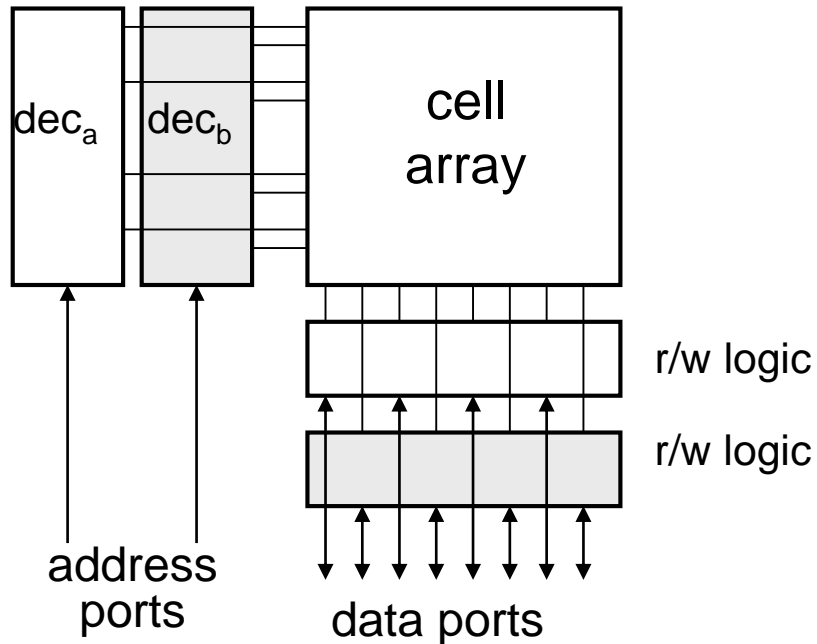 dec_a
dec_b
cell
array
r/w logic
r/w logic
address
ports
data ports